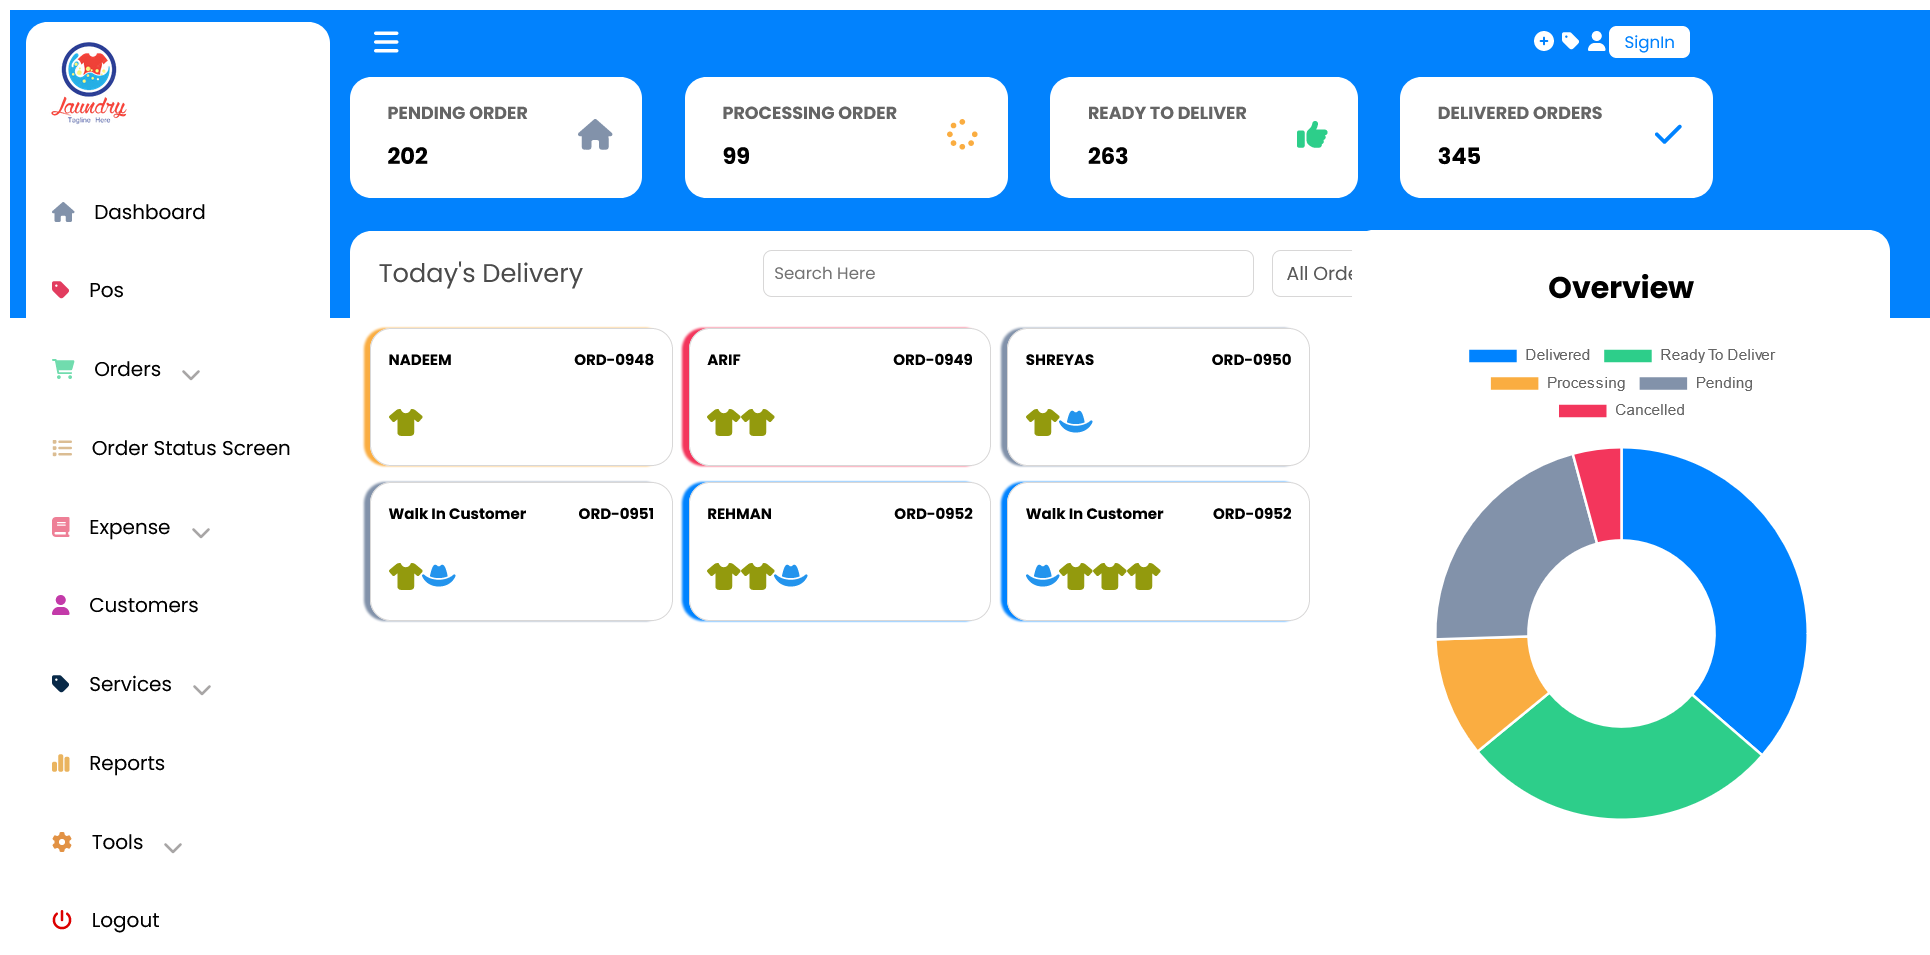 Laundry
Tagline Here
Dashboard
Pos
Orders
Order Status Screen
Expense
Customers
Services
Reports
Tools
Logout
SignIn
PENDING ORDER
202
PROCESSING ORDER
99
READY TO DELIVER
263
DELIVERED ORDERS
345
Today's Delivery
Search Here
All Orde
NADEEM ORD-0948
ARIF ORD-0949
SHREYAS ORD-0950
Walk In Customer ORD-0951
REHMAN ORD-0952
Walk In Customer ORD-0952
Overview
Delivered Ready To Deliver
Processing Pending
Cancelled